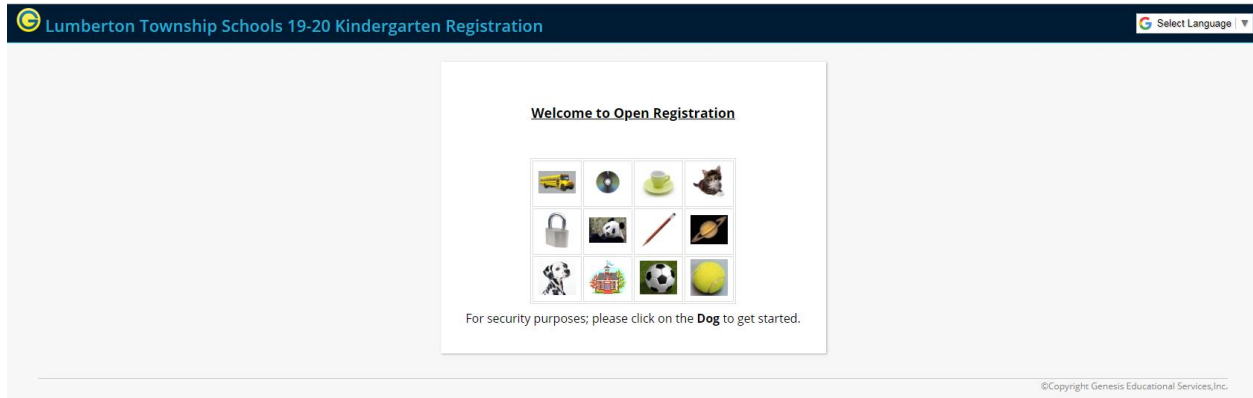 Lumberton Township Schools 19-20 Kindergarten Registration
G Select Language ▼
Welcome to Open Registration
For security purposes; please click on the Dog to get started.
©Copyright Genesis Educational Services,Inc.